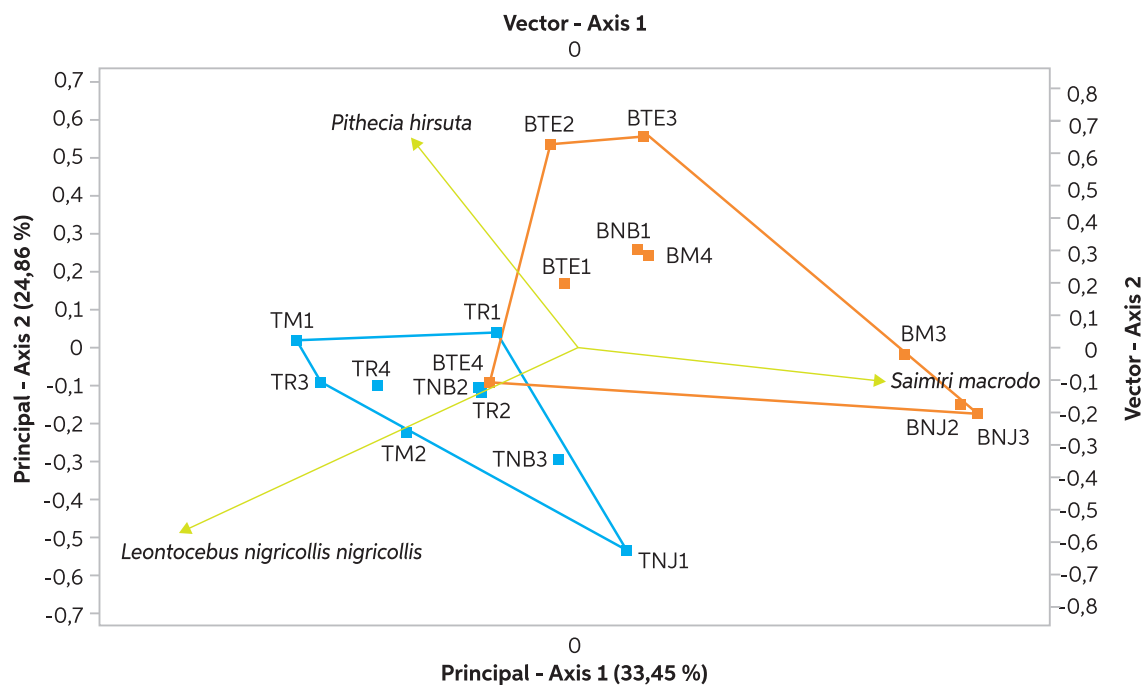 Vector - Axis 1
0
0,7
0,6
0,5
0,4
0,3
0,2
0,1
0
-0,1
-0,2
-0,3
-0,4
-0,5
-0,6
-0,7
Principal - Axis 2 (24,86 %)
Pithecia hirsuta
BTE2
BTE3
BNB1
BM4
BTE1
TM1
TR1
BM3
TR3
TR4
BTE4
TNB2
TR2
Saimiri macrodo
BNJ2
BNJ3
TM2
TNB3
Leontocebus nigricollis nigricollis
TNJ1
0,8
0,7
0,6
0,5
0,4
0,3
0,2
0,1
0
-0,1
-0,2
-0,3
-0,4
-0,5
-0,6
-0,7
-0,8
Vector - Axis 2
0
Principal - Axis 1 (33,45 %)